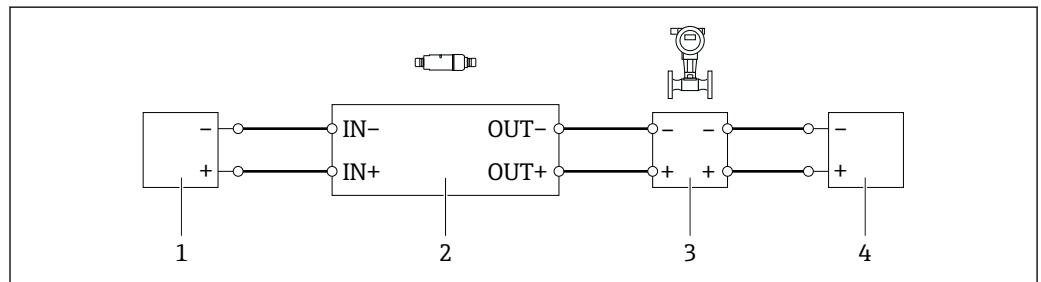 − IN− OUT− − − −
+ IN+ OUT+ + + +
1 2 3 4